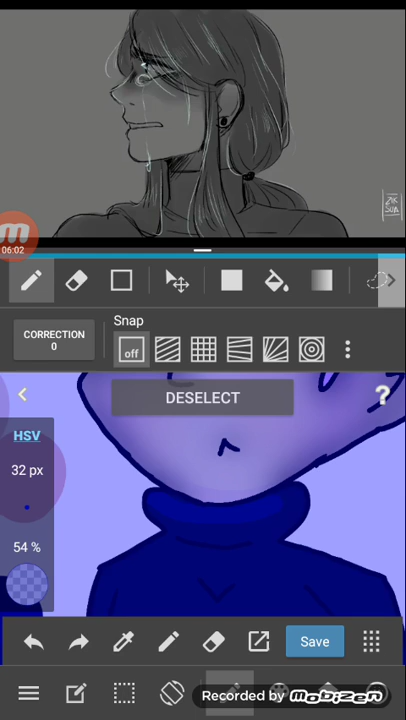 06:02
CORRECTION
0
Snap
off
DESELECT
?
HSV
32 px
54 %
Save
Recorded by mobizen